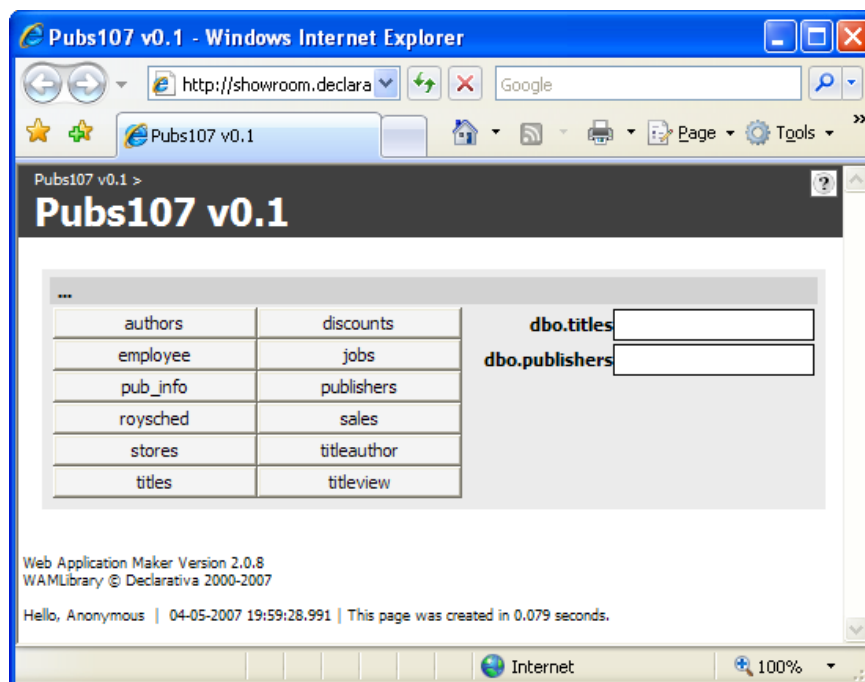 Pubs107 v0.1 - Windows Internet Explorer
http://showroom.declara
Google
Pubs107 v0.1
Page
Tools
»
Pubs107 v0.1 >
?
Pubs107 v0.1
...
authors discounts dbo.titles
employee jobs dbo.publishers
pub_info publishers
roysched sales
stores titleauthor
titles titleview
Web Application Maker Version 2.0.8
WAMLibrary © Declarativa 2000-2007
Hello, Anonymous | 04-05-2007 19:59:28.991 | This page was created in 0.079 seconds.
Internet 100%